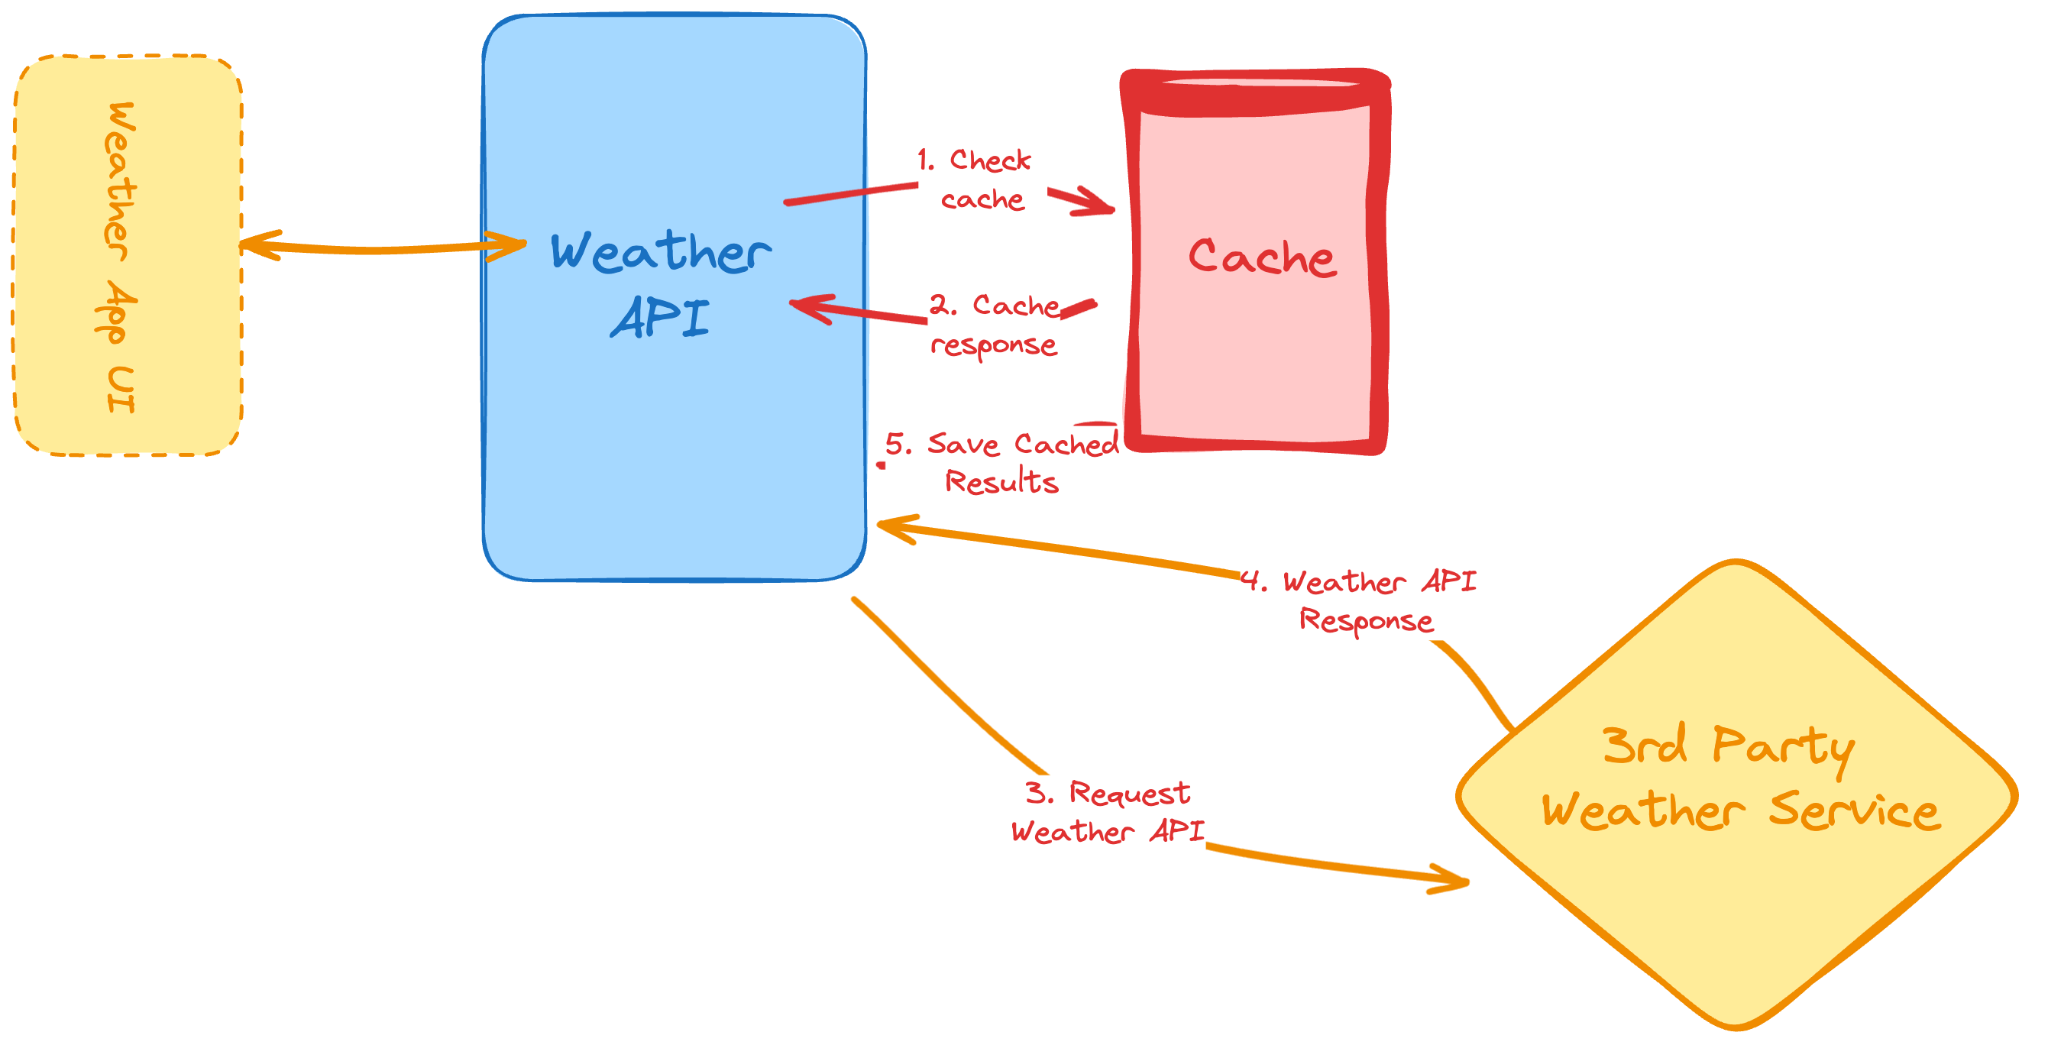 Weather App UI
Weather
API
1. Check
cache
Cache
2. Cache
response
5. Save Cached
Results
4. Weather API
Response
3. Request
Weather API
3rd Party
Weather Service